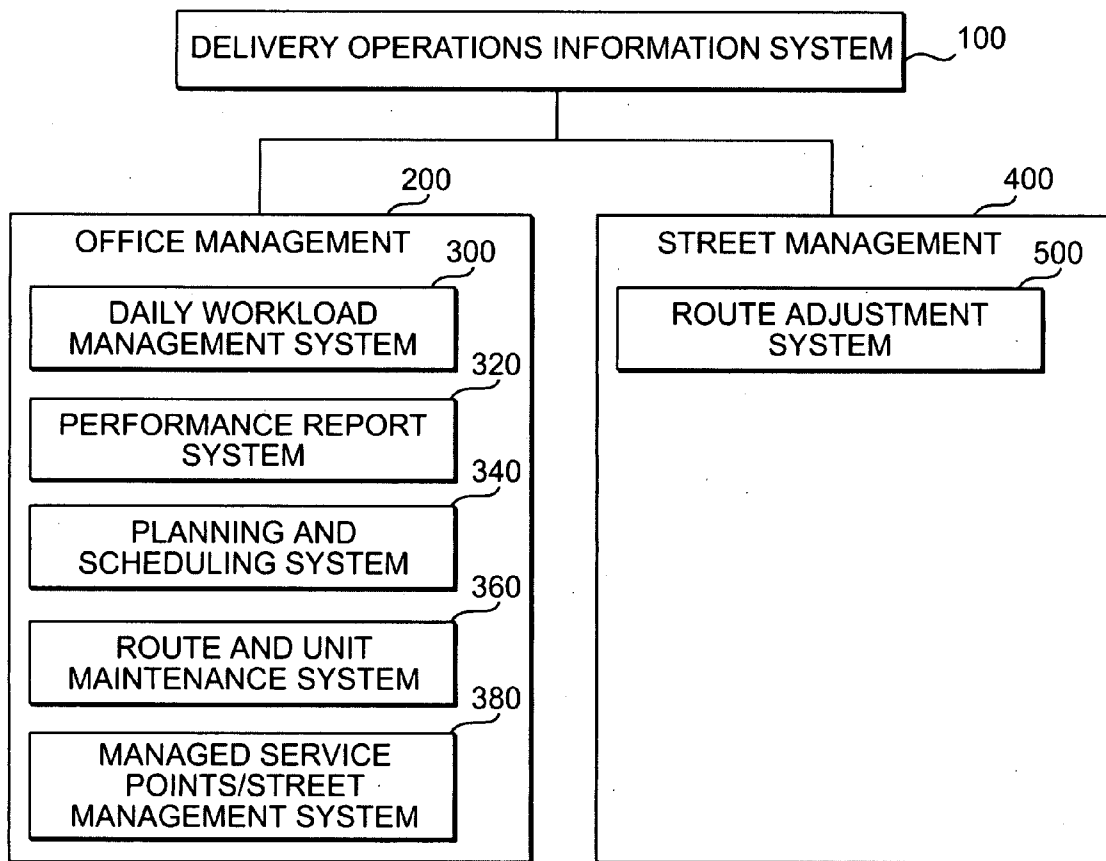 DELIVERY OPERATIONS INFORMATION SYSTEM
100
200
OFFICE MANAGEMENT
300
DAILY WORKLOAD
MANAGEMENT SYSTEM
320
PERFORMANCE REPORT
SYSTEM
340
PLANNING AND
SCHEDULING SYSTEM
360
ROUTE AND UNIT
MAINTENANCE SYSTEM
380
MANAGED SERVICE
POINTS/STREET
MANAGEMENT SYSTEM
400
STREET MANAGEMENT
500
ROUTE ADJUSTMENT
SYSTEM